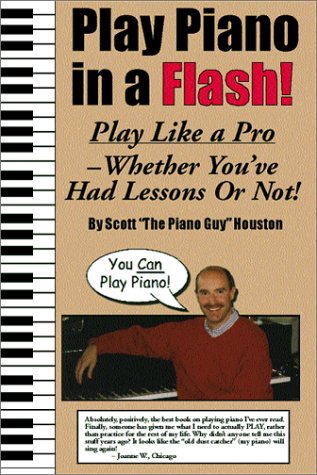 Play Piano
in a Flash!
Play Like a Pro
–Whether You've
Had Lessons Or Not!
By Scott "The Piano Guy" Houston
You Can
Play Piano!
Absolutely, positively, the best book on playing piano I've ever read.
Finally, someone has given me what I need to actually PLAY, rather
than practice for the rest of my life. Why didn't anyone tell me this
stuff years ago? It looks like the "old dust catcher" (my piano) will
sing again!
– Joanne W., Chicago